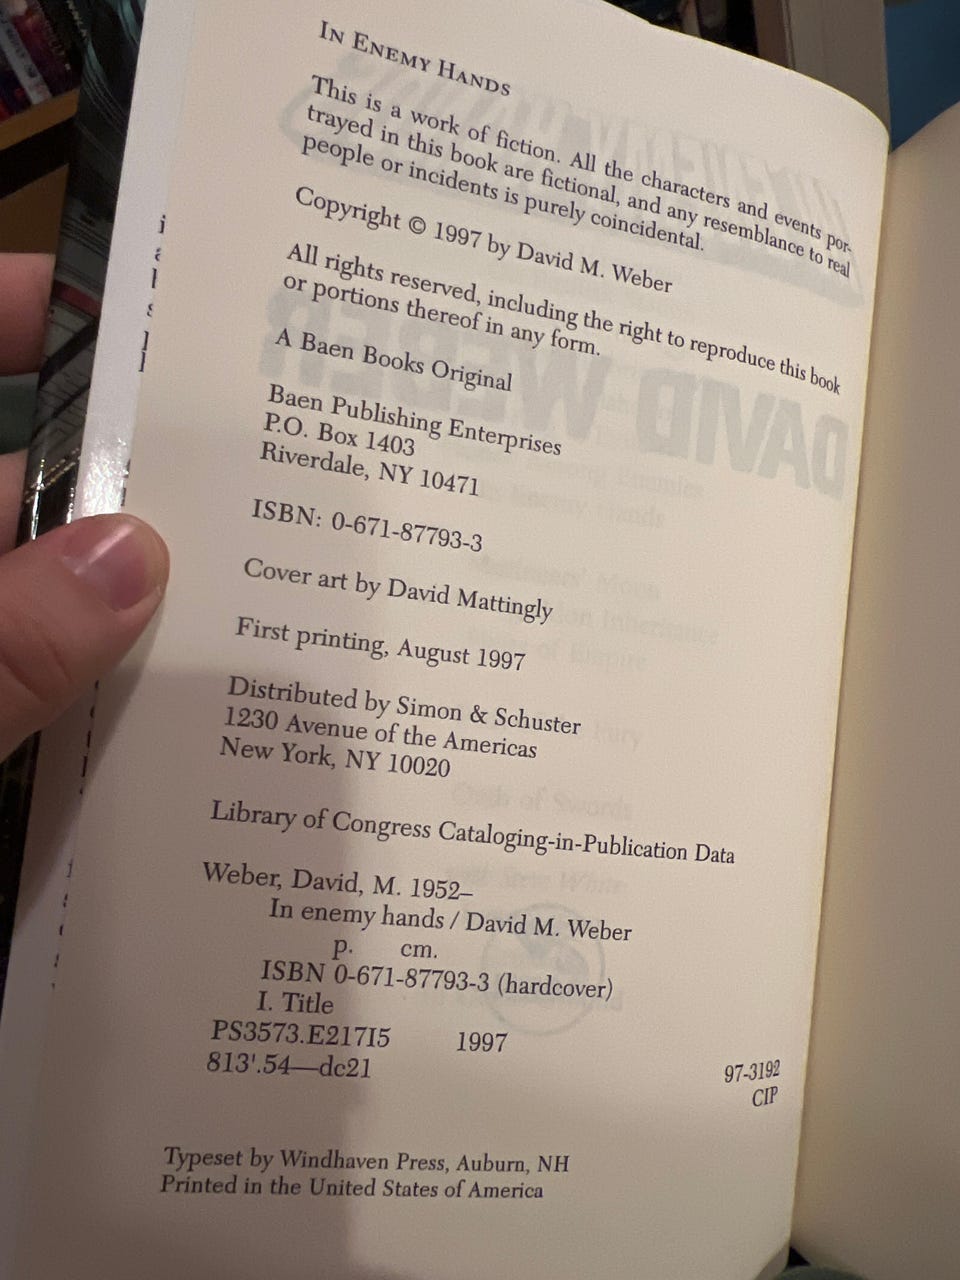 IN ENEMY HANDS
This is a work of fiction. All the characters and events por-
trayed in this book are fictional, and any resemblance to real
people or incidents is purely coincidental.
Copyright © 1997 by David M. Weber
All rights reserved, including the right to reproduce this book
or portions thereof in any form.
A Baen Books Original
Baen Publishing Enterprises
P.O. Box 1403
Riverdale, NY 10471
ISBN: 0-671-87793-3
Cover art by David Mattingly
First printing, August 1997
Distributed by Simon & Schuster
1230 Avenue of the Americas
New York, NY 10020
Library of Congress Cataloging-in-Publication Data
Weber, David, M. 1952–
In enemy hands / David M. Weber
p. cm.
ISBN 0-671-87793-3 (hardcover)
I. Title
PS3573.E217I5 1997
813'.54—dc21
97-3192
CIP
Typeset by Windhaven Press, Auburn, NH
Printed in the United States of America